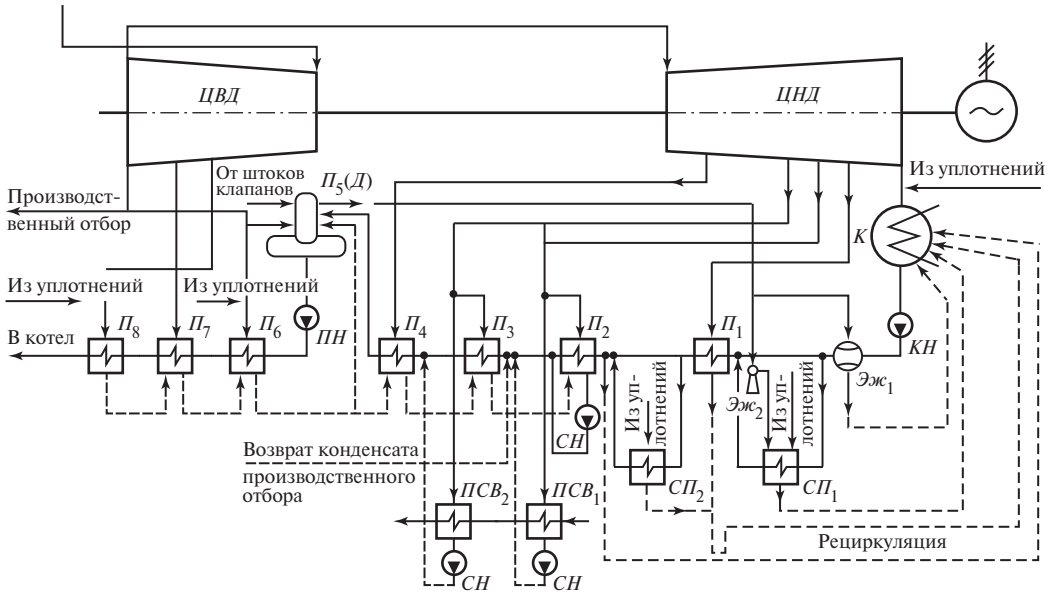 ЦВД
ЦНД
От штоков
клапанов
П5(Д)
Из уплотнений
Производст-
венный отбор
К
Из уплотнений
Из уплотнений
П8
П7
П6
ПН
П4
П3
П2
П1
КН
В котел
Эж1
Эж2
Из уп-
лотнений
Из уп-
лотнений
СН
Возврат конденсата
производственного
отбора
ПСВ2
ПСВ1
СП2
СП1
Рециркуляция
СН
СН